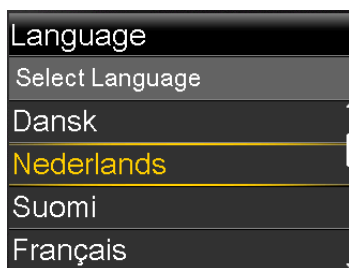 Language
Select Language
Dansk
Nederlands
Suomi
Français